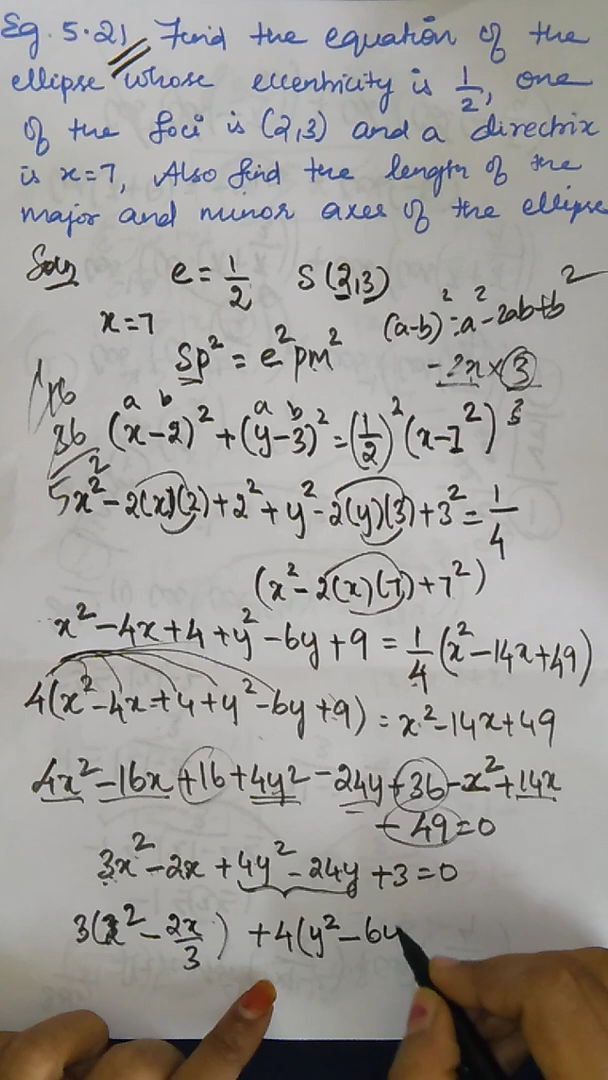 Eg. 5.21 Find the equation of the
ellipse whose eccentricity is 1/2, one
of the foci is (2,3) and a directrix
is x=7, Also find the length of the
major and minor axes of the ellipse
Soln e = 1/2 S (2,3)
x=7 (a-b)² = a² - 2ab + b²
SP² = e² PM² - 2x × 3
a b a b
36 (x-2)² + (y-3)² = (1/2)² (x-7²)
x² - 2(x)(2) + 2² + y² - 2(y)(3) + 3² = 1/4
(x² - 2(x)(7) + 7²)
x² - 4x + 4 + y² - 6y + 9 = 1/4 (x² - 14x + 49)
4(x² - 4x + 4 + y² - 6y + 9) = x² - 14x + 49
4x² - 16x + 16 + 4y² - 24y + 36 - x² + 14x
- 49 = 0
3x² - 2x + 4y² - 24y + 3 = 0
3(x² - 2x/3 ) + 4(y² - 6y